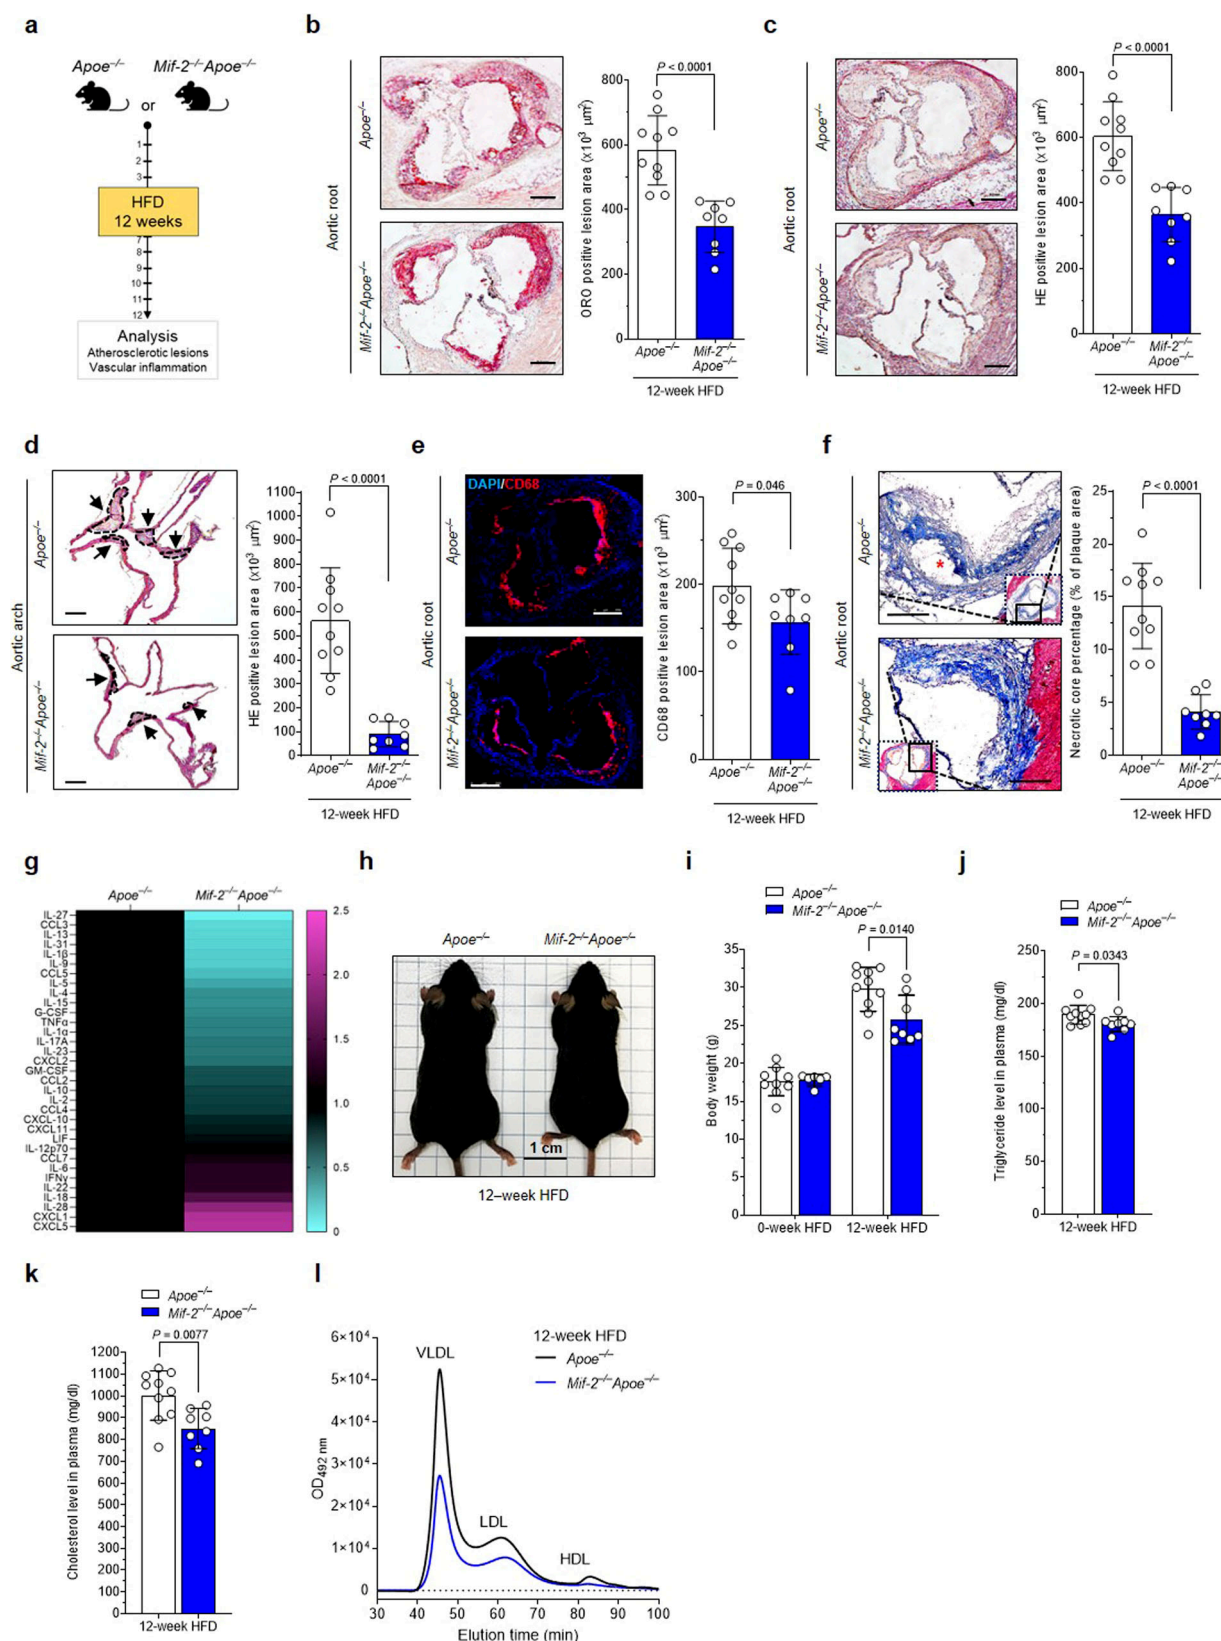 a
Apoe–/–
Mif-2–/–Apoe–/–
or
1
2
3
HFD
12 weeks
7
8
9
10
11
12
Analysis
Atherosclerotic lesions
Vascular inflammation
b
Aortic root
Apoe–/–
Mif-2–/–Apoe–/–
ORO positive lesion area (x10³ µm²)
800
600
400
200
0
P < 0.0001
Apoe–/–
Mif-2–/–
Apoe–/–
12-week HFD
c
Aortic root
Apoe–/–
Mif-2–/–Apoe–/–
HE positive lesion area (x10³ µm²)
800
600
400
200
0
P < 0.0001
Apoe–/–
Mif-2–/–
Apoe–/–
12-week HFD
d
Aortic arch
Apoe–/–
Mif-2–/–Apoe–/–
HE positive lesion area (x10³ µm²)
1100
1000
900
800
700
600
500
400
300
200
100
0
P < 0.0001
Apoe–/–
Mif-2–/–
Apoe–/–
12-week HFD
e
Aortic root
Apoe–/–
Mif-2–/–Apoe–/–
DAPI/CD68
CD68 positive lesion area (x10³ µm²)
300
200
100
0
P = 0.046
Apoe–/–
Mif-2–/–
Apoe–/–
12-week HFD
f
Aortic root
Apoe–/–
Mif-2–/–Apoe–/–
*
Necrotic core percentage (% of plaque area)
25
20
15
10
5
0
P <0.0001
Apoe–/–
Mif-2–/–
Apoe–/–
12-week HFD
g
Apoe–/–
Mif-2–/–Apoe–/–
IL-27
CCL3
IL-13
IL-31
IL-1β
IL-9
CCL5
IL-5
IL-4
IL-15
G-CSF
TNFα
IL-1α
IL-17A
IL-23
CXCL2
GM-CSF
CCL2
IL-10
IL-2
CCL4
CXCL-10
CXCL11
LIF
IL-12p70
CCL7
IL-6
IFNγ
IL-22
IL-18
IL-28
CXCL1
CXCL5
2.5
2.0
1.5
1.0
0.5
0
h
Apoe–/–
Mif-2–/–Apoe–/–
1 cm
12–week HFD
i
Apoe–/–
Mif-2–/–Apoe–/–
Body weight (g)
35
30
25
20
15
10
5
0
P = 0.0140
0-week HFD
12-week HFD
j
Apoe–/–
Mif-2–/–Apoe–/–
Triglyceride level in plasma (mg/dl)
250
200
150
100
50
0
P = 0.0343
12-week HFD
k
Apoe–/–
Mif-2–/–Apoe–/–
Cholesterol level in plasma (mg/dl)
1200
1100
1000
900
800
700
600
500
400
300
200
100
0
P = 0.0077
12-week HFD
l
12-week HFD
Apoe–/–
Mif-2–/–Apoe–/–
VLDL
LDL
HDL
OD492 nm
6×10⁴
5×10⁴
4×10⁴
3×10⁴
2×10⁴
1×10⁴
0
30
40
50
60
70
80
90
100
Elution time (min)